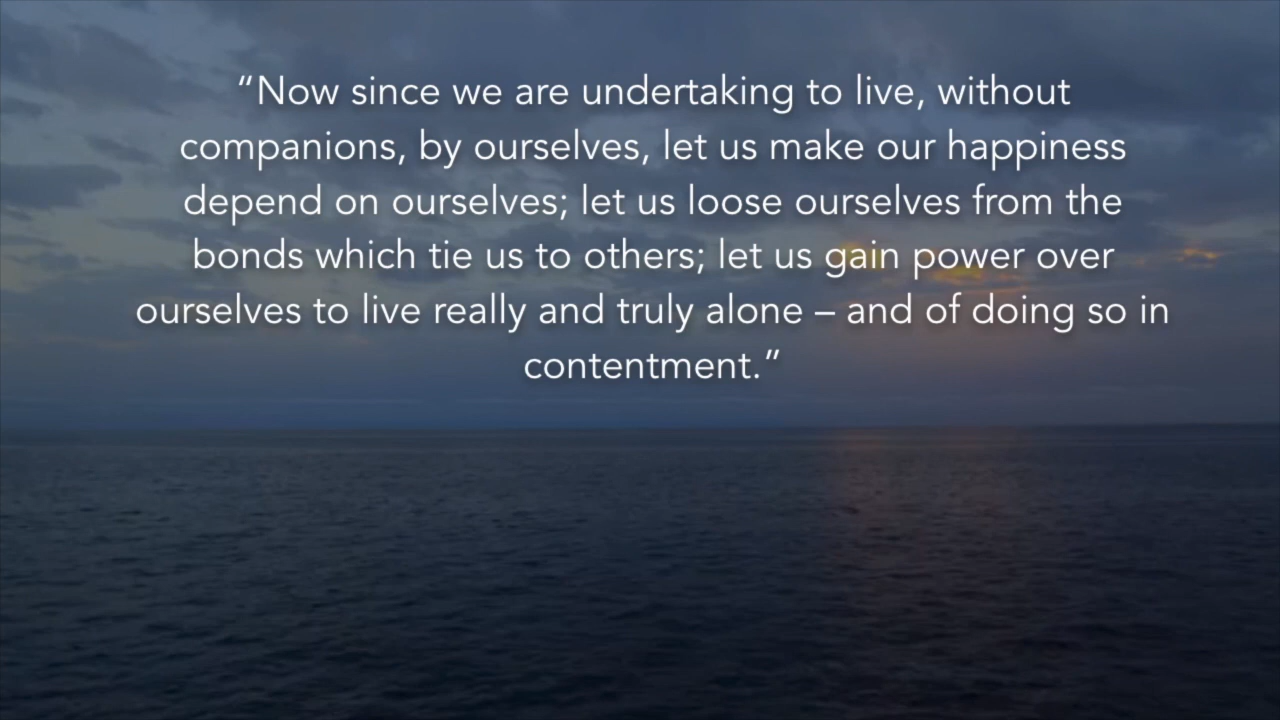 “Now since we are undertaking to live, without
companions, by ourselves, let us make our happiness
depend on ourselves; let us loose ourselves from the
bonds which tie us to others; let us gain power over
ourselves to live really and truly alone – and of doing so in
contentment.”